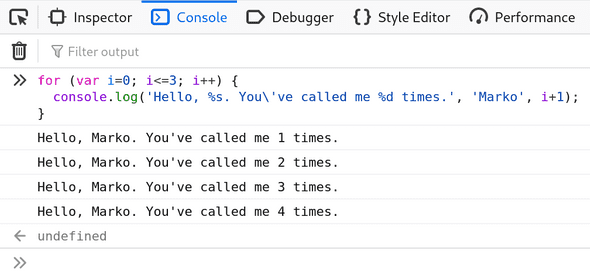 Inspector Console Debugger Style Editor Performance
Filter output
for (var i=0; i<=3; i++) {
  console.log('Hello, %s. You\'ve called me %d times.', 'Marko', i+1);
}
Hello, Marko. You've called me 1 times.
Hello, Marko. You've called me 2 times.
Hello, Marko. You've called me 3 times.
Hello, Marko. You've called me 4 times.
undefined